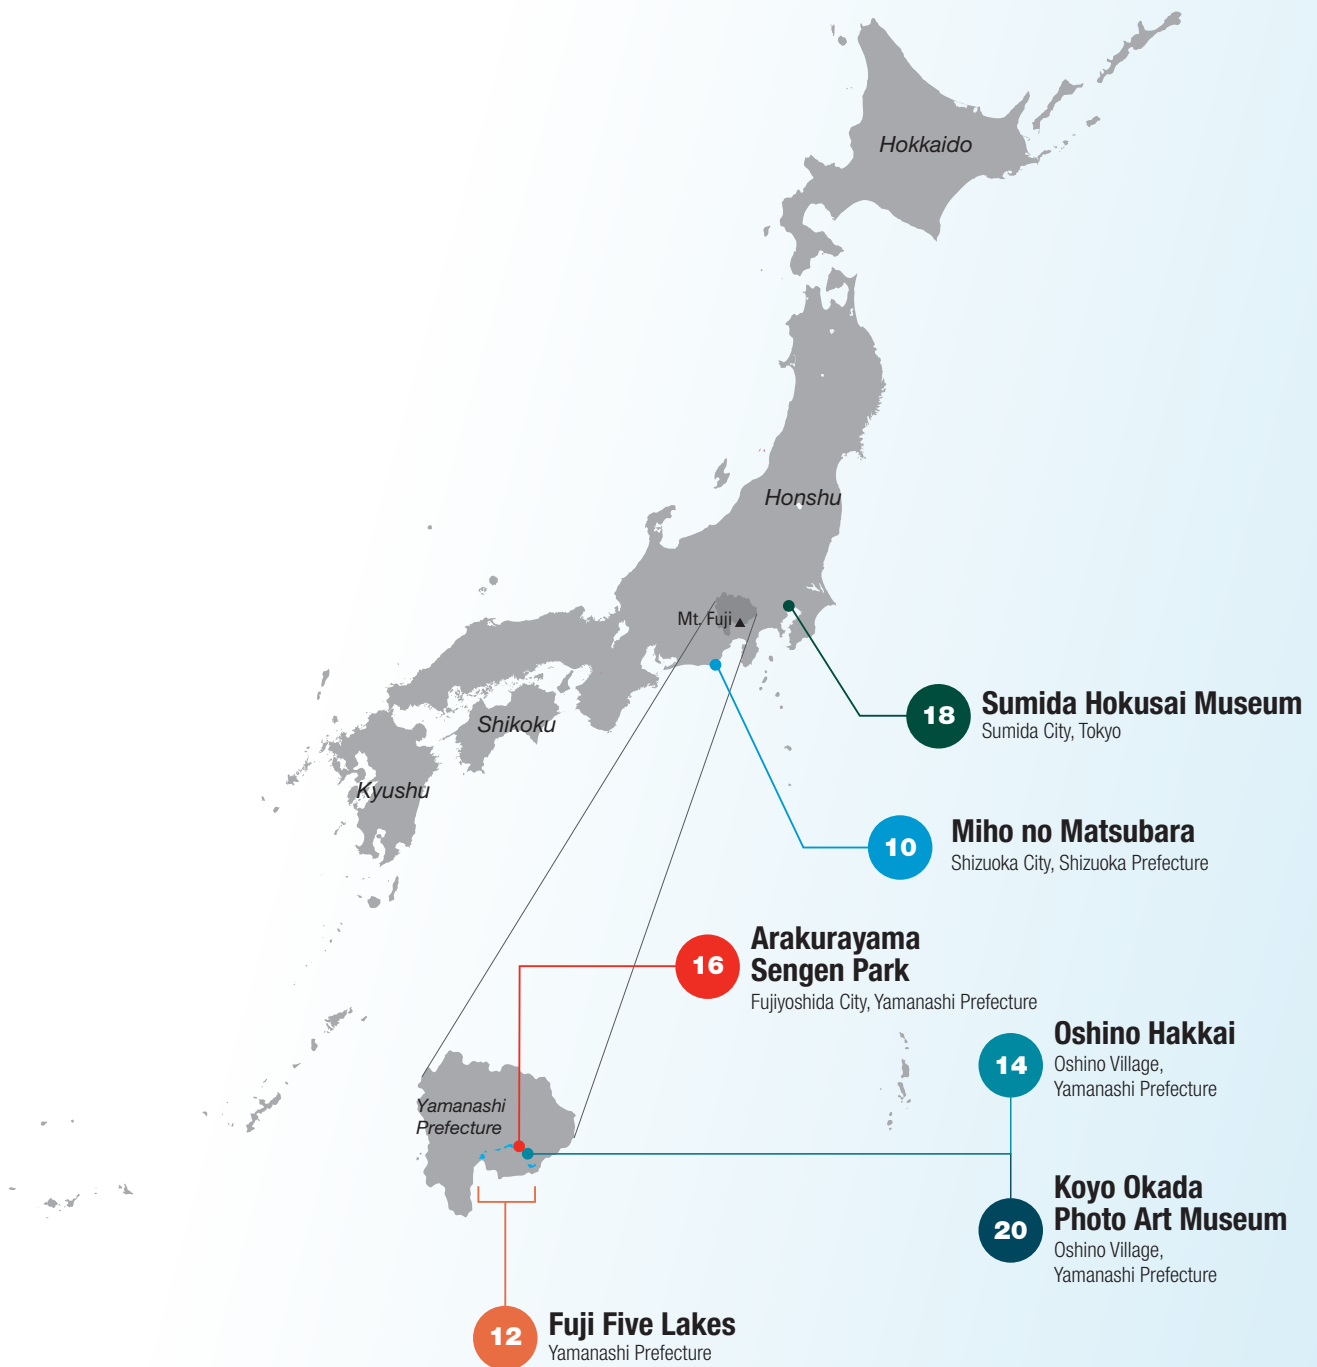 Hokkaido
Honshu
Mt. Fuji
Shikoku
Kyushu
18
Sumida Hokusai Museum
Sumida City, Tokyo
10
Miho no Matsubara
Shizuoka City, Shizuoka Prefecture
16
Arakurayama
Sengen Park
Fujiyoshida City, Yamanashi Prefecture
14
Oshino Hakkai
Oshino Village,
Yamanashi Prefecture
Yamanashi
Prefecture
20
Koyo Okada
Photo Art Museum
Oshino Village,
Yamanashi Prefecture
12
Fuji Five Lakes
Yamanashi Prefecture